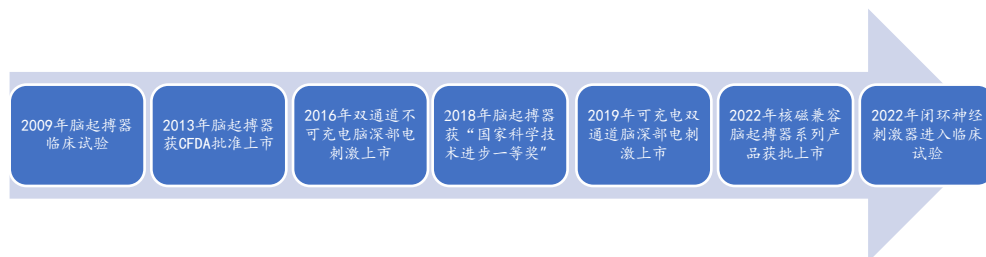 2009年脑起搏器
临床试验
2013年脑起搏器
获CFDA批准上市
2016年双通道不
可充电脑深部电
刺激上市
2018年脑起搏器
获“国家科学技
术进步一等奖”
2019年可充电双
通道脑深部电刺
激上市
2022年核磁兼容
脑起搏器系列产
品获批上市
2022年闭环神经
刺激器进入临床
试验